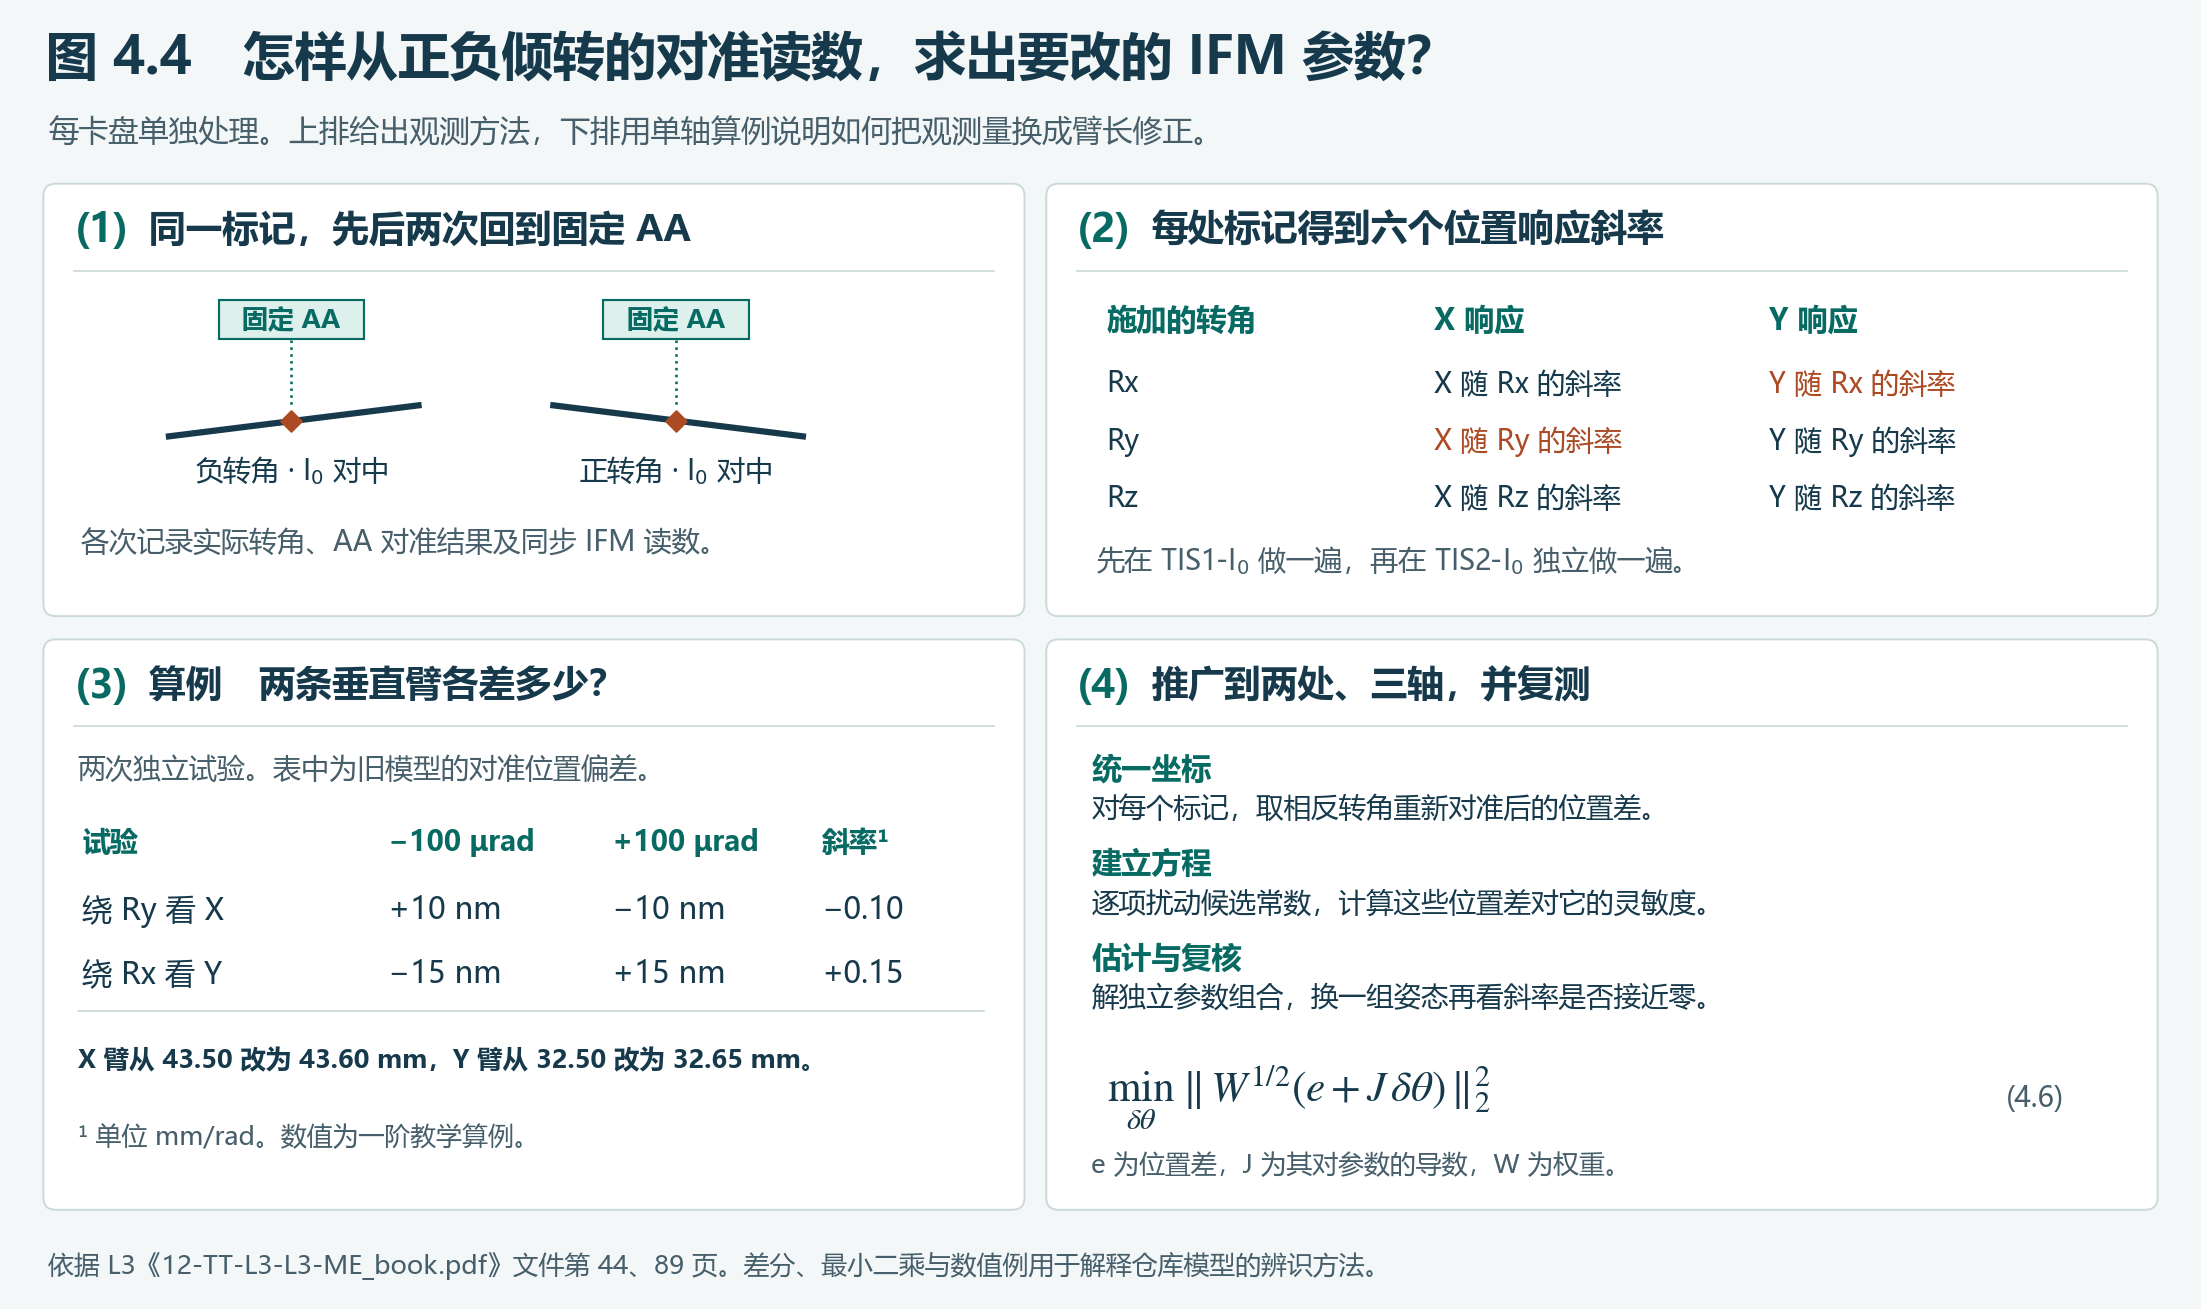 图 4.4　怎样从正负倾转的对准读数，求出要改的 IFM 参数？
每卡盘单独处理。上排给出观测方法，下排用单轴算例说明如何把观测量换成臂长修正。
(1) 同一标记，先后两次回到固定 AA
固定 AA　固定 AA
负转角 · I₀ 对中　正转角 · I₀ 对中
各次记录实际转角、AA 对准结果及同步 IFM 读数。
(2) 每处标记得到六个位置响应斜率
施加的转角　X 响应　Y 响应
Rx　X 随 Rx 的斜率　Y 随 Rx 的斜率
Ry　X 随 Ry 的斜率　Y 随 Ry 的斜率
Rz　X 随 Rz 的斜率　Y 随 Rz 的斜率
先在 TIS1-I₀ 做一遍，再在 TIS2-I₀ 独立做一遍。
(3) 算例　两条垂直臂各差多少？
两次独立试验。表中为旧模型的对准位置偏差。
试验　−100 µrad　+100 µrad　斜率¹
绕 Ry 看 X　+10 nm　−10 nm　−0.10
绕 Rx 看 Y　−15 nm　+15 nm　+0.15
X 臂从 43.50 改为 43.60 mm，Y 臂从 32.50 改为 32.65 mm。
¹ 单位 mm/rad。数值为一阶教学算例。
(4) 推广到两处、三轴，并复测
统一坐标
对每个标记，取相反转角重新对准后的位置差。
建立方程
逐项扰动候选常数，计算这些位置差对它的灵敏度。
估计与复核
解独立参数组合，换一组姿态再看斜率是否接近零。
min_{δθ} ‖ W^{1/2}(e + J δθ) ‖₂²　(4.6)
e 为位置差，J 为其对参数的导数，W 为权重。
依据 L3《12-TT-L3-L3-ME_book.pdf》文件第 44、89 页。差分、最小二乘与数值例用于解释仓库模型的辨识方法。